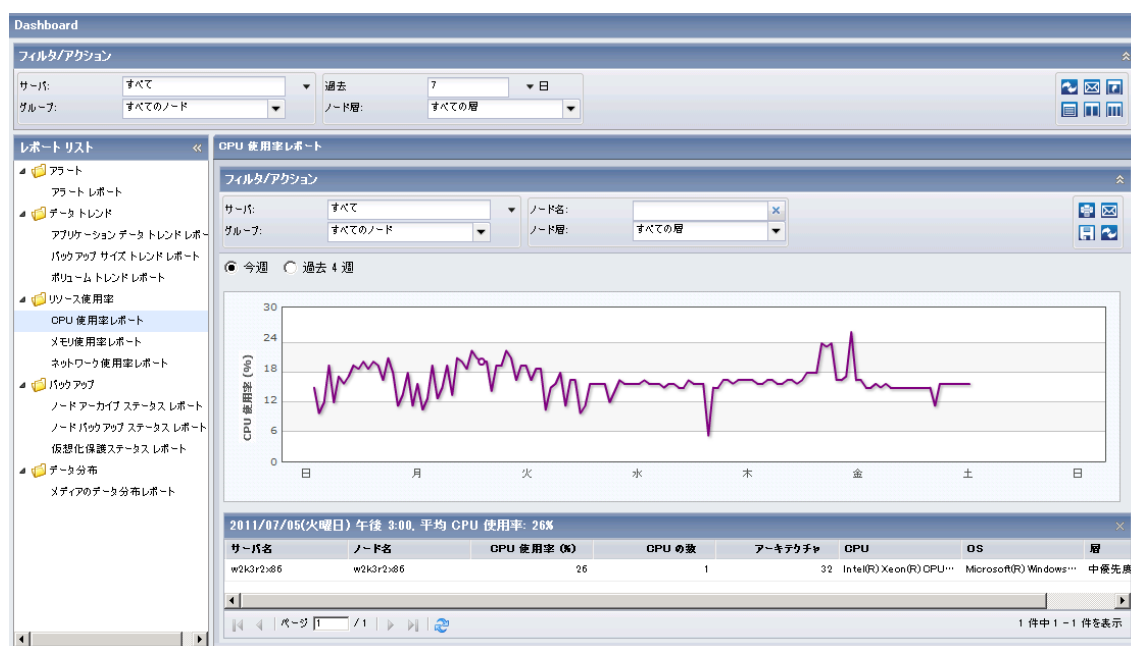 Dashboard
フィルタ/アクション
サーバ: すべて 過去 7 日
グループ: すべてのノード ノード層: すべての層
レポート リスト
アラート
アラート レポート
データ トレンド
アプリケーション データ トレンド レポー
バックアップ サイズ トレンド レポート
ボリューム トレンド レポート
リソース使用率
CPU 使用率レポート
メモリ使用率レポート
ネットワーク使用率レポート
バックアップ
ノード アーカイブ ステータス レポート
ノード バックアップ ステータス レポート
仮想化保護ステータス レポート
データ分布
メディアのデータ分布レポート
CPU 使用率レポート
フィルタ/アクション
サーバ: すべて ノード名:
グループ: すべてのノード ノード層: すべての層
今週 過去 4 週
CPU 使用率 (%)
30
24
18
12
6
0
日 月 火 水 木 金 土 日
2011/07/05(火曜日) 午後 3:00, 平均 CPU 使用率: 26%
サーバ名 ノード名 CPU 使用率 (%) CPU の数 アーキテクチャ CPU OS 層
w2k3r2x86 w2k3r2x86 26 1 32 Intel(R) Xeon(R) CPU… Microsoft(R) Windows… 中優先度
ページ 1 / 1
1 件中 1 - 1 件を表示